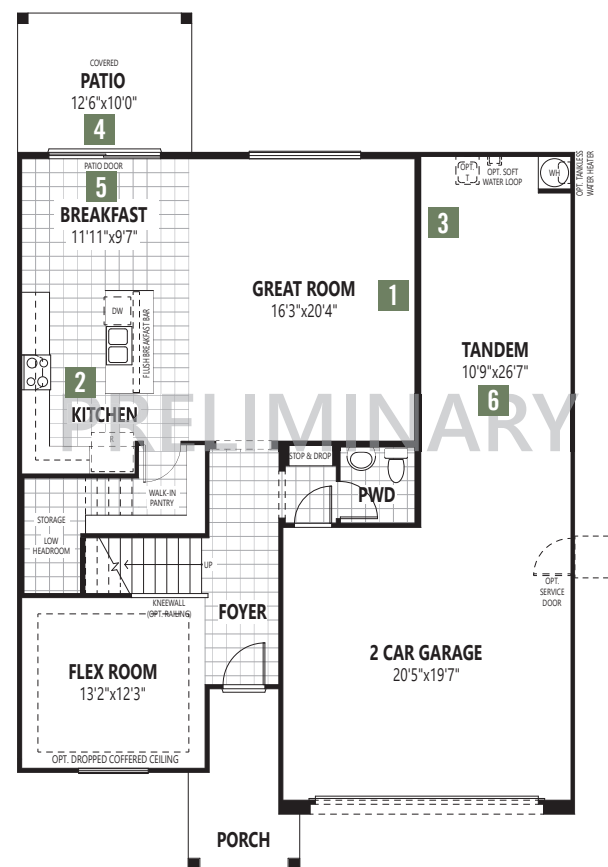 COVERED
PATIO
12'6"x10'0"
4
PATIO DOOR
5
BREAKFAST
11'11"x9'7"
OPT.
T
OPT. SOFT
WATER LOOP
WH
OPT. TANKLESS
WATER HEATER
3
GREAT ROOM
16'3"x20'4"
1
DW
FLUSH BREAKFAST BAR
TANDEM
10'9"x26'7"
6
2
KITCHEN
PRELIMINARY
R
STOP & DROP
PWD
WALK-IN
PANTRY
STORAGE
LOW
HEADROOM
UP
KNEEWALL
(OPT. RAILING)
FOYER
OPT.
SERVICE
DOOR
FLEX ROOM
13'2"x12'3"
2 CAR GARAGE
20'5"x19'7"
OPT. DROPPED COFFERED CEILING
PORCH